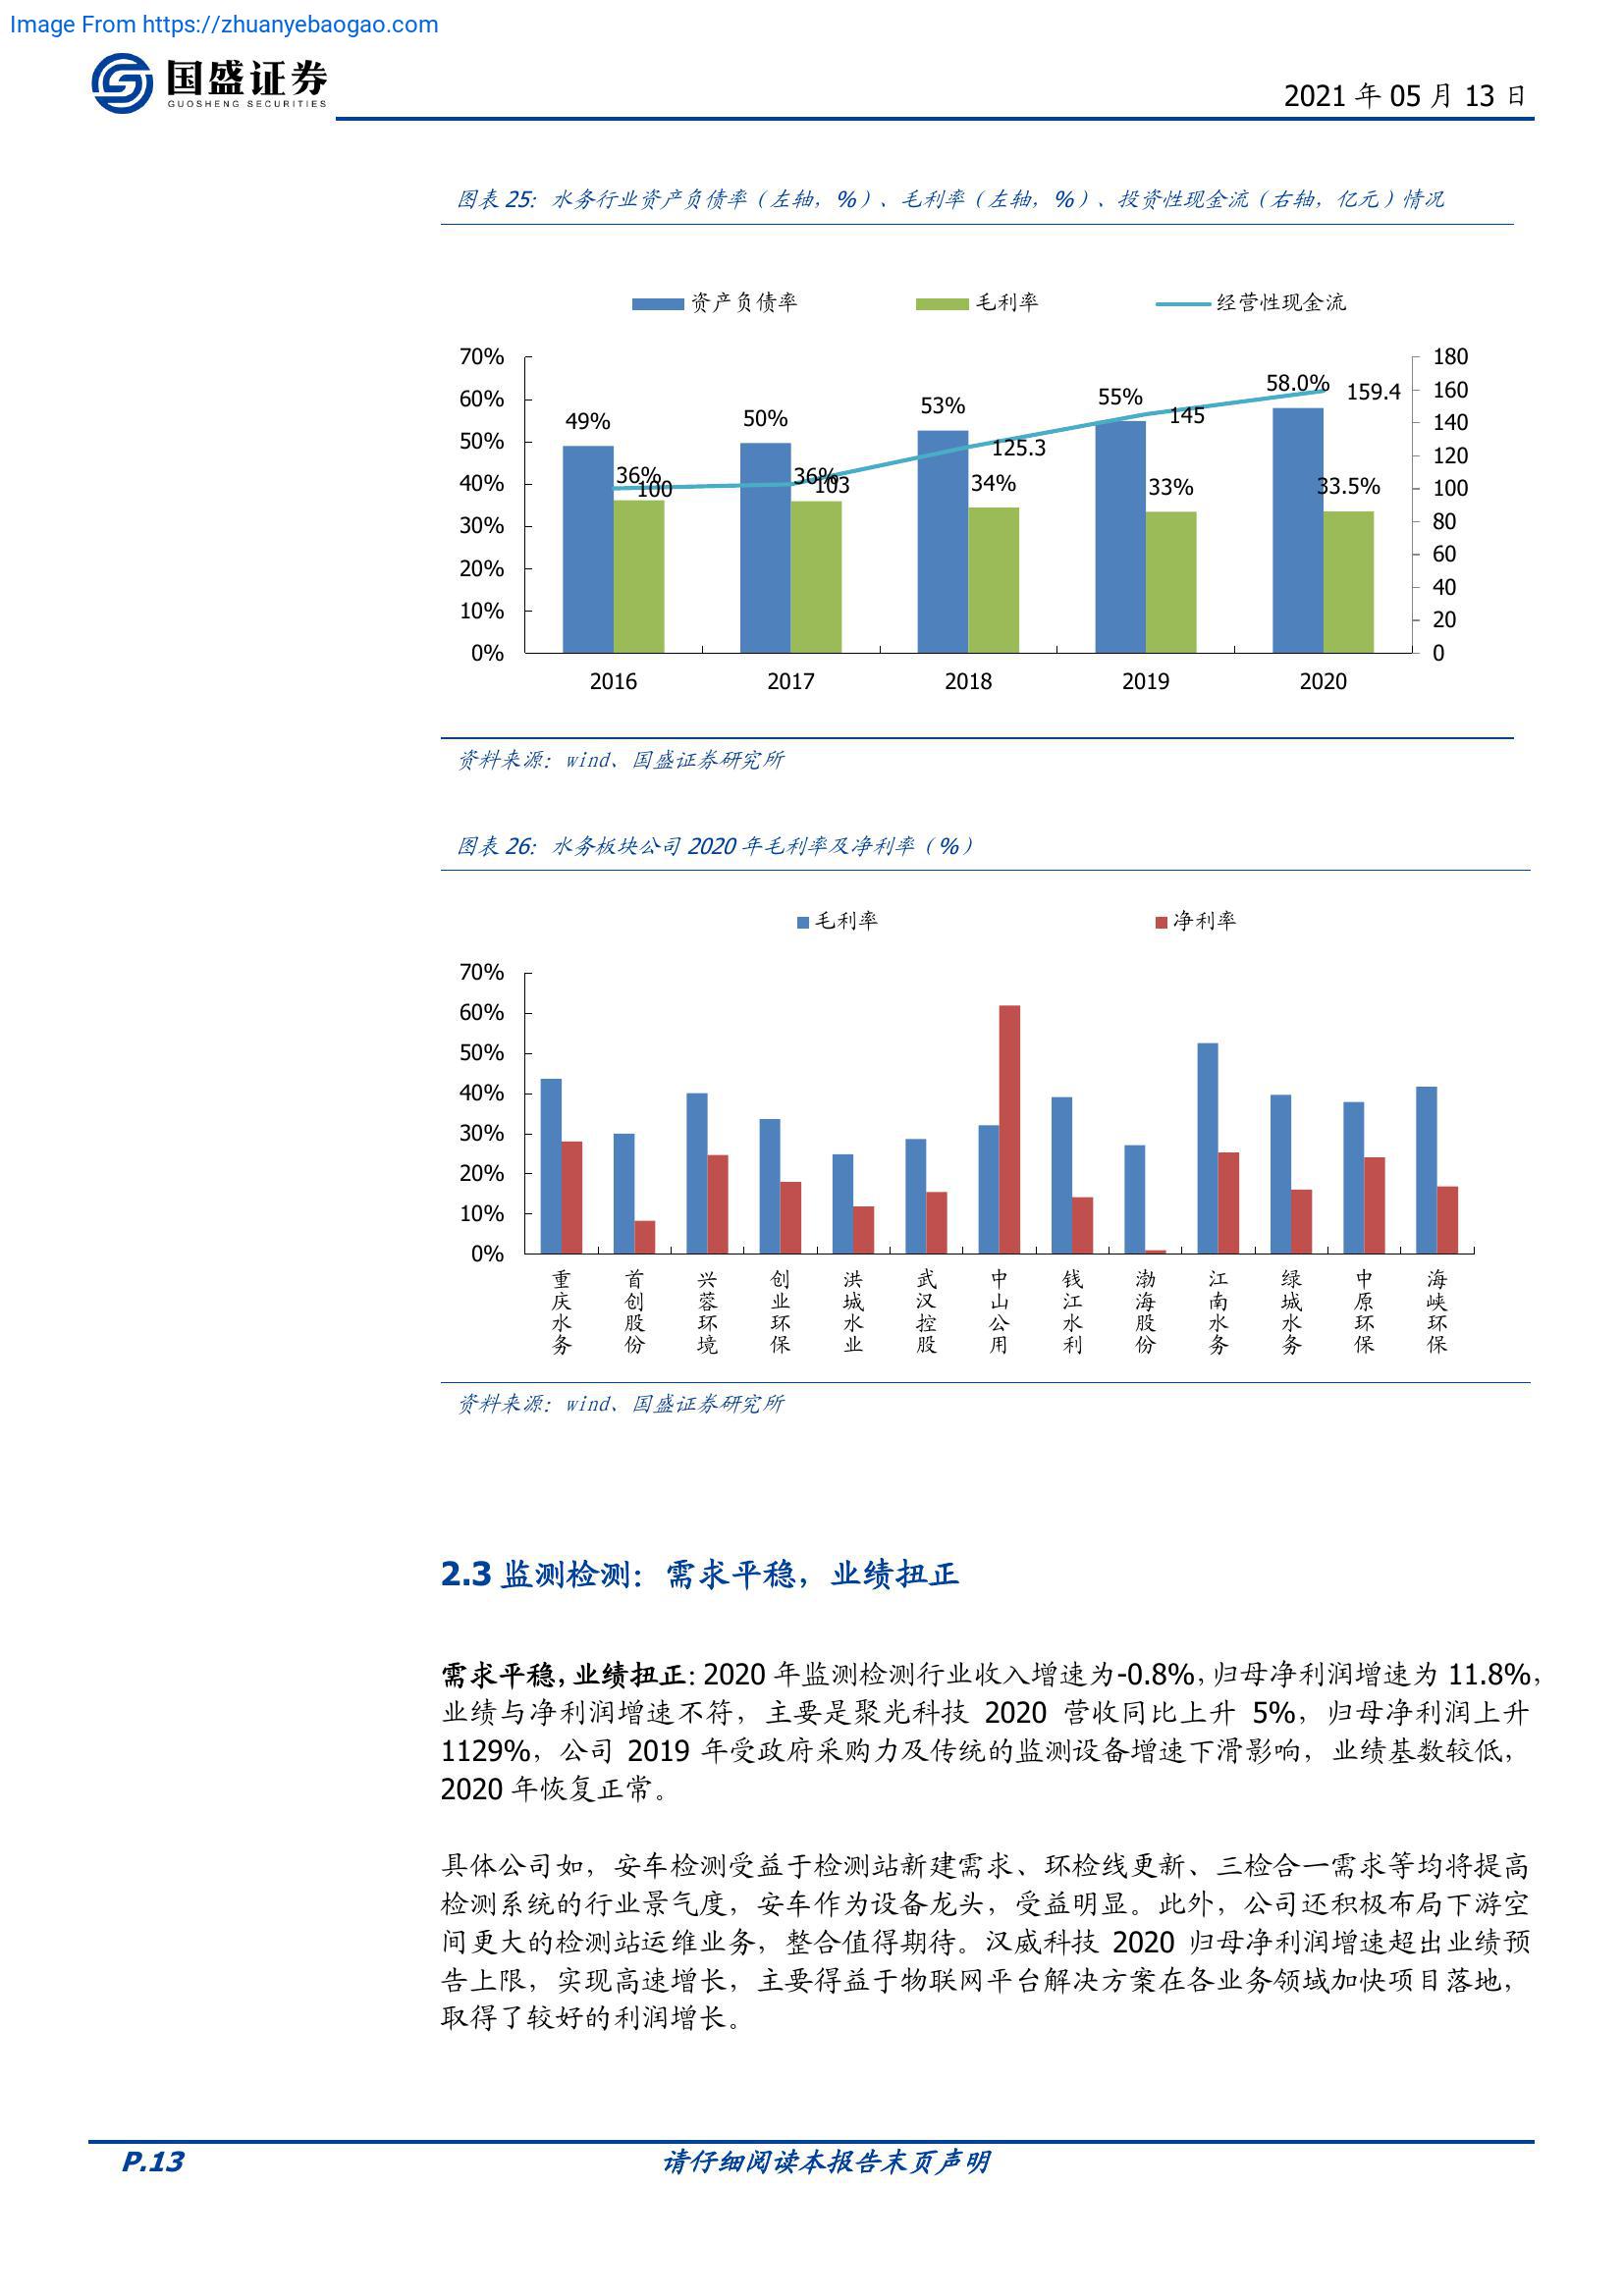 Image From https://zhuanyebaogao.com
国盛证券
GUOSHENG SECURITIES
2021 年 05 月 13 日
图表 25：水务行业资产负债率（左轴，%）、毛利率（左轴，%）、投资性现金流（右轴，亿元）情况
资产负债率 毛利率 经营性现金流
70% 180
60% 160
50% 140
40% 120
30% 100
20% 80
10% 60
0% 40
20
0
49% 50% 53% 55% 58.0%
36% 36% 34% 33% 33.5%
100 103 125.3 145 159.4
2016 2017 2018 2019 2020
资料来源：wind、国盛证券研究所
图表 26：水务板块公司 2020 年毛利率及净利率（%）
毛利率 净利率
70%
60%
50%
40%
30%
20%
10%
0%
重庆水务 首创股份 兴蓉环境 创业环保 洪城水业 武汉控股 中山公用 钱江水利 渤海股份 江南水务 绿城水务 中原环保 海峡环保
资料来源：wind、国盛证券研究所
2.3 监测检测：需求平稳，业绩扭正
需求平稳，业绩扭正：2020 年监测检测行业收入增速为-0.8%，归母净利润增速为 11.8%，
业绩与净利润增速不符，主要是聚光科技 2020 营收同比上升 5%，归母净利润上升
1129%，公司 2019 年受政府采购力及传统的监测设备增速下滑影响，业绩基数较低，
2020 年恢复正常。
具体公司如，安车检测受益于检测站新建需求、环检线更新、三检合一需求等均将提高
检测系统的行业景气度，安车作为设备龙头，受益明显。此外，公司还积极布局下游空
间更大的检测站运维业务，整合值得期待。汉威科技 2020 归母净利润增速超出业绩预
告上限，实现高速增长，主要得益于物联网平台解决方案在各业务领域加快项目落地，
取得了较好的利润增长。
P.13 请仔细阅读本报告末页声明